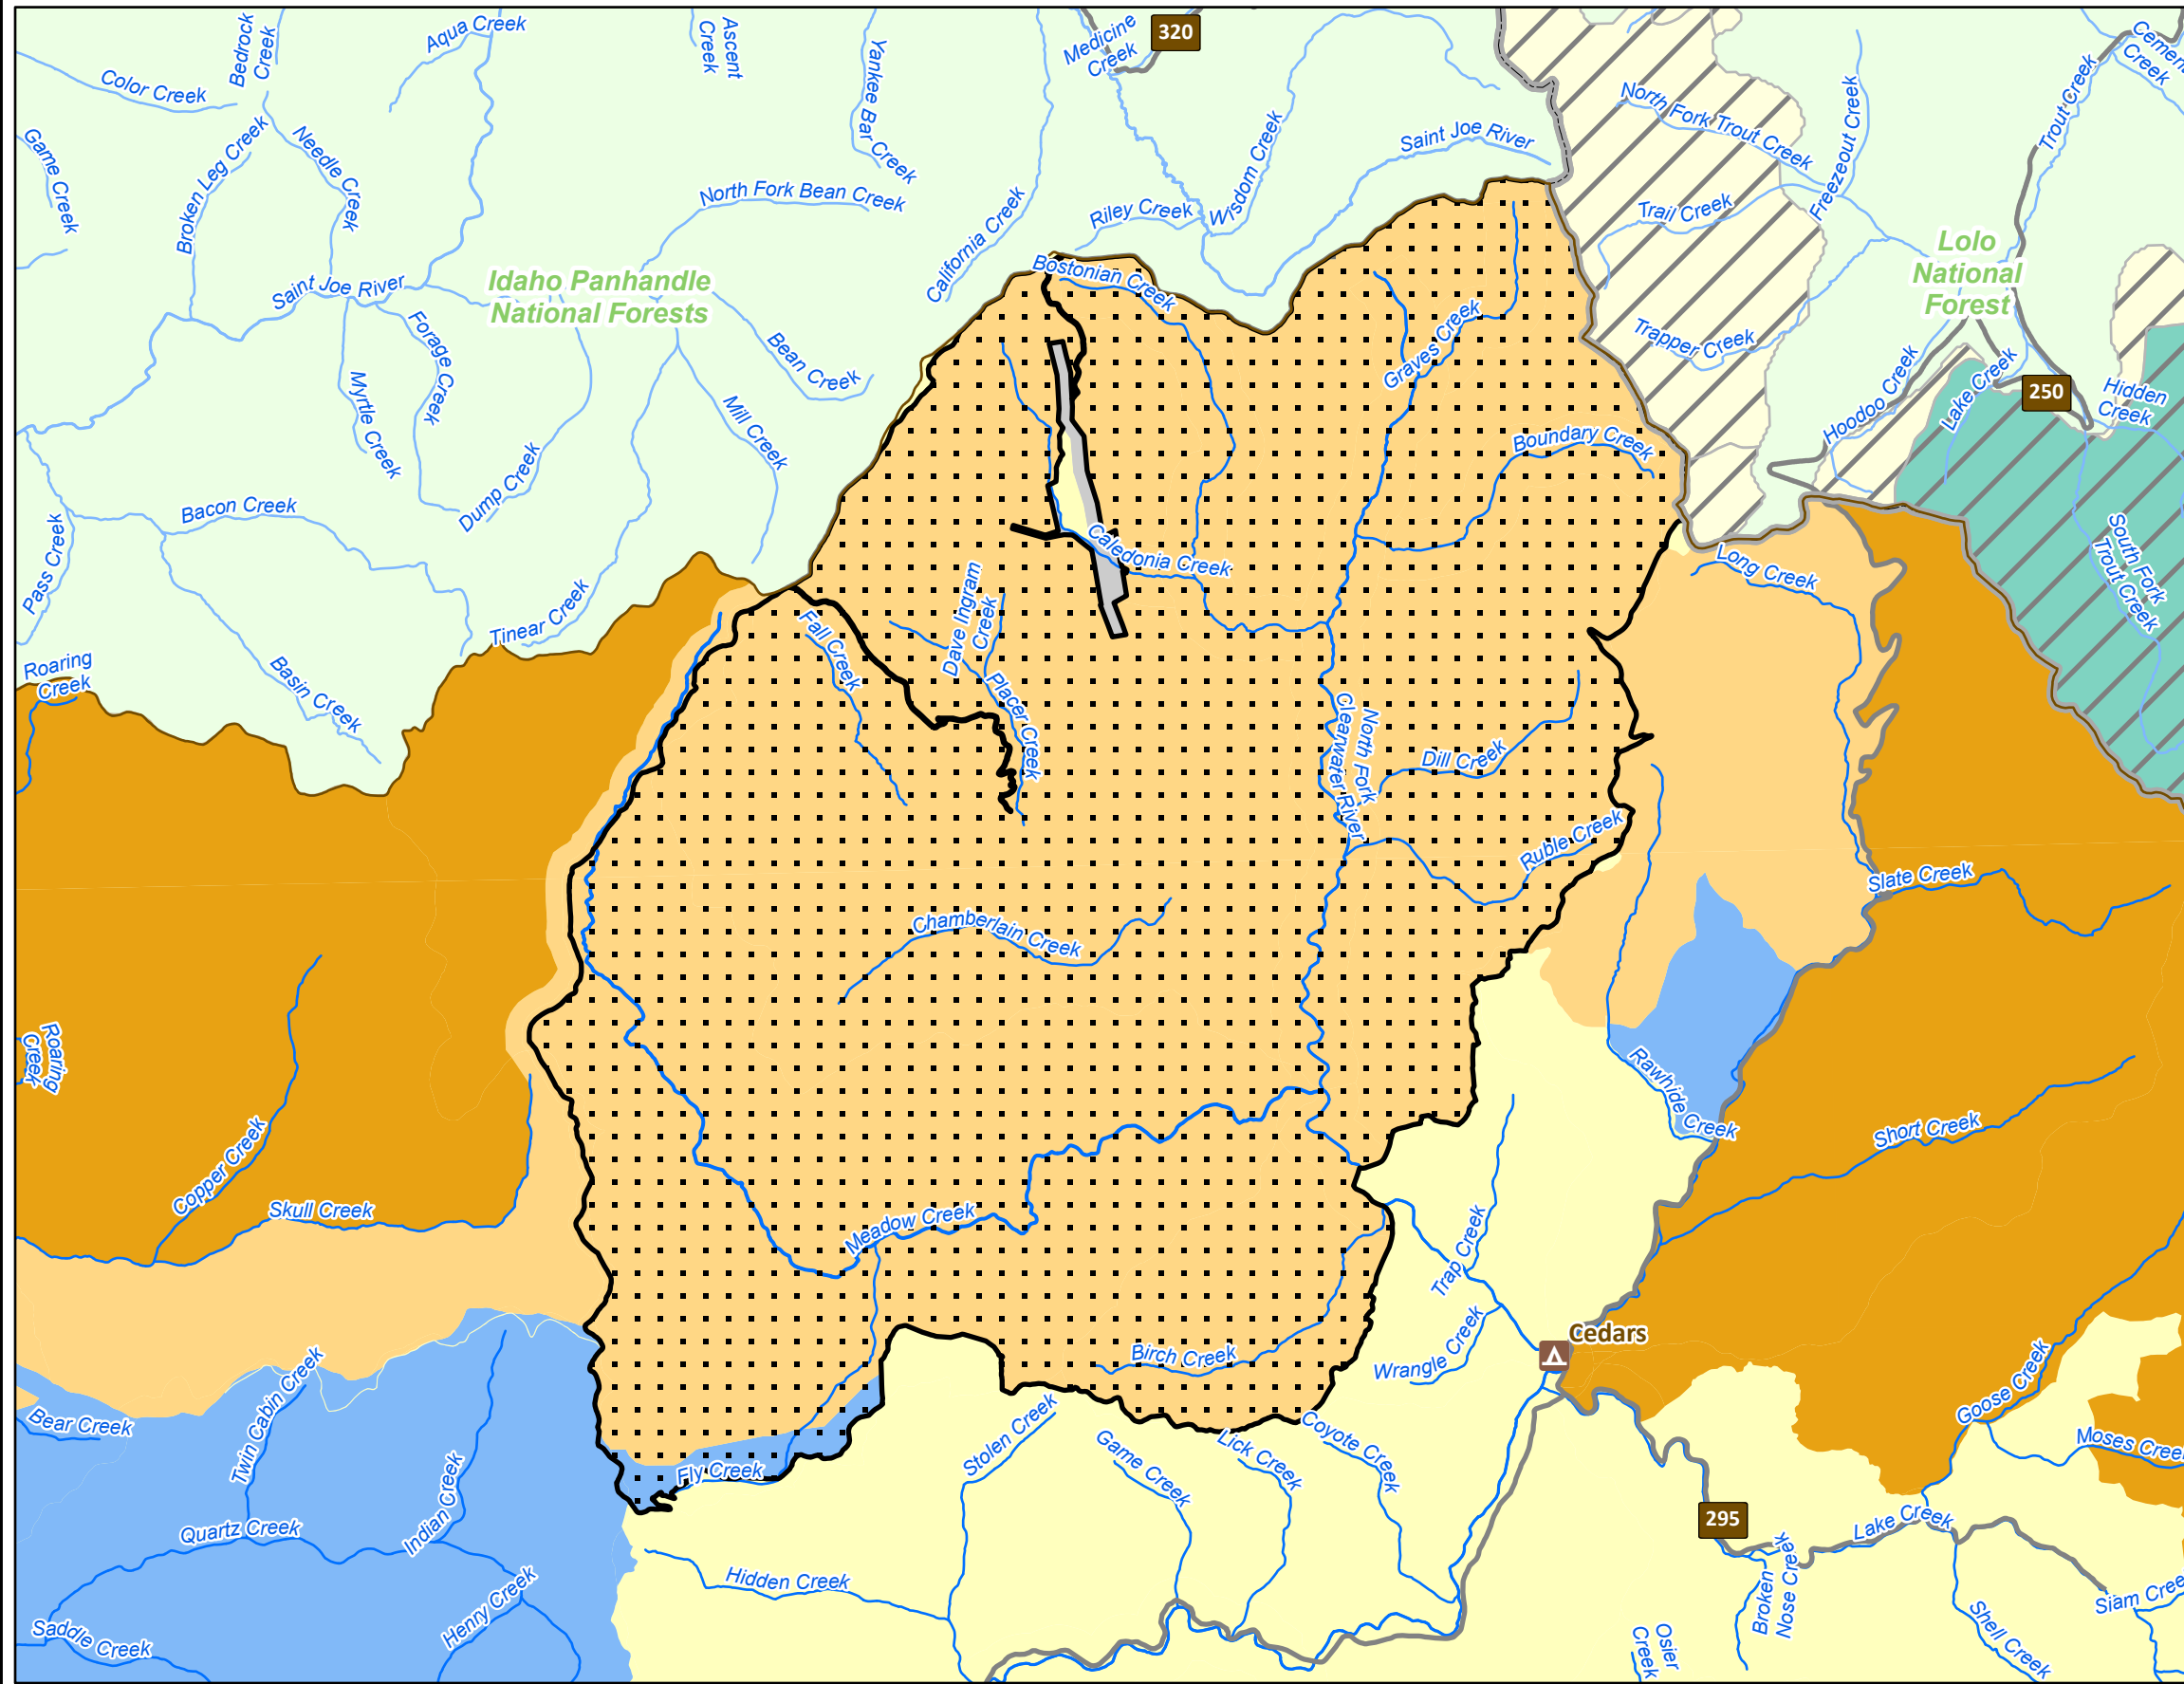 Color Creek
Bedrock
Creek
Aqua Creek
Ascent
Creek
Yankee Bar Creek
Medicine
Creek
320
Game Creek
Broken Leg Creek
Needle Creek
North Fork Bean Creek
California Creek
Riley Creek
Wisdom Creek
Saint Joe River
North Fork Trout Creek
Freezeout Creek
Trout Creek
Creek
Trail Creek
Lolo
National
Forest
Saint Joe River
Idaho Panhandle
National Forests
Bostonian Creek
Forage Creek
Myrtle Creek
Bean Creek
Mill Creek
Dump Creek
Graves Creek
Trapper Creek
Hoodoo Creek
Lake Creek
250
Hidden
Creek
Boundary Creek
Pass Creek
Bacon Creek
Tinear Creek
Basin Creek
Roaring
Creek
Caledonia Creek
Dave Ingram
Creek
Fall Creek
Placer Creek
Long Creek
South Fork
Trout Creek
North Fork
Clearwater River
Dill Creek
Ruble Creek
Slate Creek
Chamberlain Creek
Roaring
Creek
Copper Creek
Skull Creek
Rawhide Creek
Short Creek
Meadow Creek
Trap Creek
Birch Creek
Wrangle Creek
Cedars
Goose Creek
Bear Creek
Twin Cabin Creek
Indian Creek
Fly Creek
Stolen Creek
Game Creek
Lick Creek
Coyote Creek
Moses Cree
295
Lake Creek
Quartz Creek
Henry Creek
Hidden Creek
Saddle Creek
Osier
Creek
Broken
Nose Creek
Shell Creek
Siam Cree